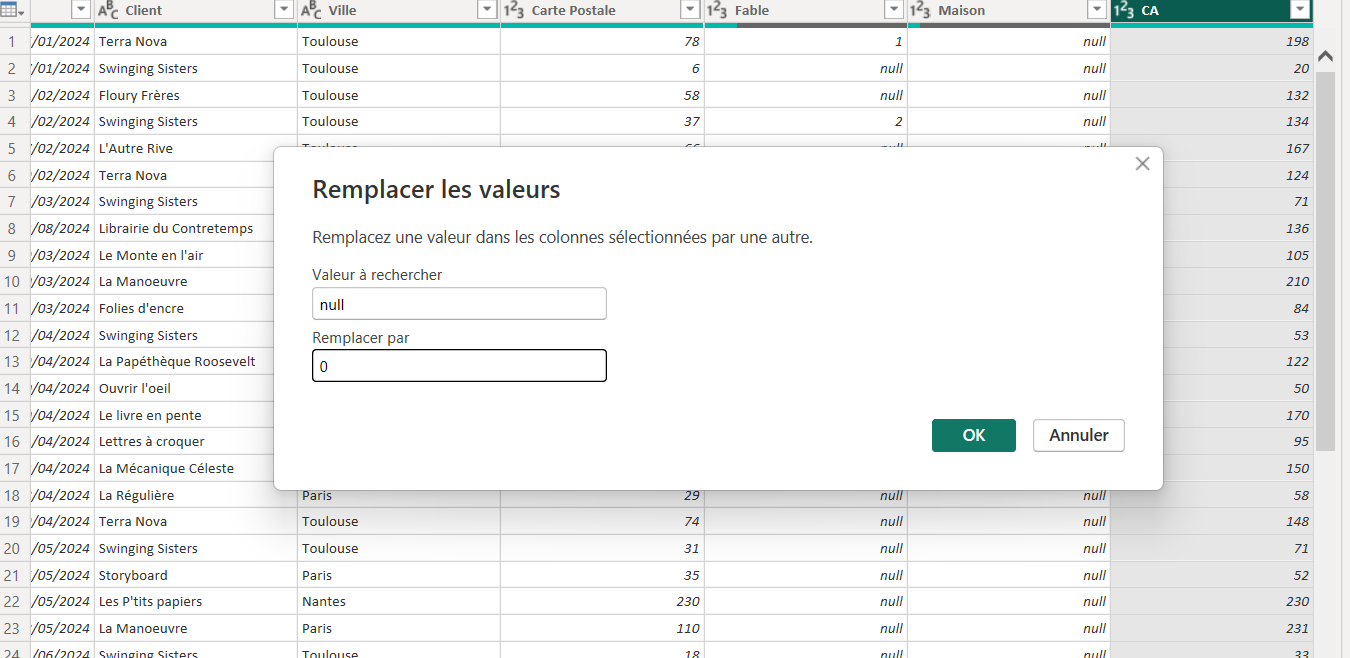 ABC Client ABC Ville 123 Carte Postale 123 Fable 123 Maison 123 CA
1 /01/2024 Terra Nova Toulouse 78 1 null 198
2 /01/2024 Swinging Sisters Toulouse 6 null null 20
3 /02/2024 Floury Frères Toulouse 58 null null 132
4 /02/2024 Swinging Sisters Toulouse 37 2 null 134
5 /02/2024 L'Autre Rive 167
6 /02/2024 Terra Nova 124
7 /03/2024 Swinging Sisters 71
8 /08/2024 Librairie du Contretemps 136
9 /03/2024 Le Monte en l'air 105
10 /03/2024 La Manoeuvre 210
11 /03/2024 Folies d'encre 84
12 /04/2024 Swinging Sisters 53
13 /04/2024 La Papéthèque Roosevelt 122
14 /04/2024 Ouvrir l'oeil 50
15 /04/2024 Le livre en pente 170
16 /04/2024 Lettres à croquer 95
17 /04/2024 La Mécanique Céleste 150
18 /04/2024 La Régulière Paris 29 null null 58
19 /04/2024 Terra Nova Toulouse 74 null null 148
20 /05/2024 Swinging Sisters Toulouse 31 null null 71
21 /05/2024 Storyboard Paris 35 null null 52
22 /05/2024 Les P'tits papiers Nantes 230 null null 230
23 /05/2024 La Manoeuvre Paris 110 null null 231
24 /06/2024 Swinging Sisters Toulouse 18 null null 33
Remplacer les valeurs
Remplacez une valeur dans les colonnes sélectionnées par une autre.
Valeur à rechercher
null
Remplacer par
0
OK Annuler